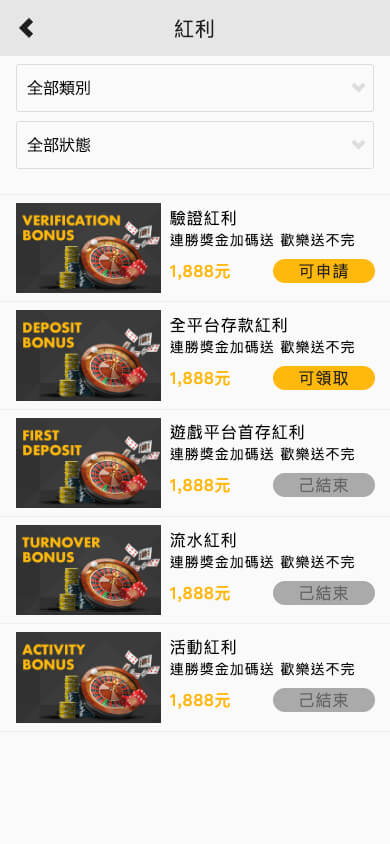 紅利
全部類別
全部狀態
VERIFICATION
BONUS
驗證紅利
連勝獎金加碼送 歡樂送不完
1,888元
可申請
DEPOSIT
BONUS
全平台存款紅利
連勝獎金加碼送 歡樂送不完
1,888元
可領取
FIRST
DEPOSIT
遊戲平台首存紅利
連勝獎金加碼送 歡樂送不完
1,888元
己結束
TURNOVER
BONUS
流水紅利
連勝獎金加碼送 歡樂送不完
1,888元
己結束
ACTIVITY
BONUS
活動紅利
連勝獎金加碼送 歡樂送不完
1,888元
己結束